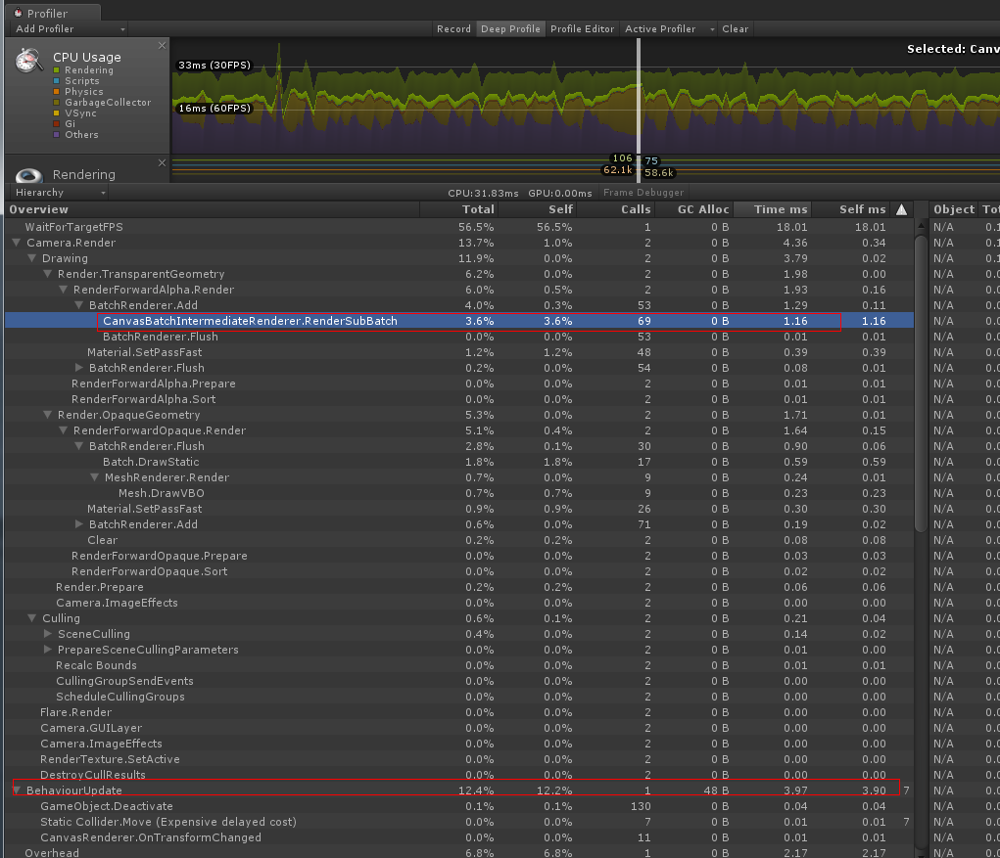 Profiler
Add Profiler Record Deep Profile Profile Editor Active Profiler Clear
CPU Usage
Rendering
Scripts
Physics
GarbageCollector
VSync
Gi
Others
33ms (30FPS)
16ms (60FPS)
Selected: Canv
Rendering
106 75
62.1k 58.6k
Hierarchy CPU:31.83ms GPU:0.00ms Frame Debugger
Overview Total Self Calls GC Alloc Time ms Self ms Object Tot
WaitForTargetFPS 56.5% 56.5% 1 0 B 18.01 18.01 N/A 0.1
Camera.Render 13.7% 1.0% 2 0 B 4.36 0.34 N/A 0.0
Drawing 11.9% 0.0% 2 0 B 3.79 0.02 N/A 0.0
Render.TransparentGeometry 6.2% 0.0% 2 0 B 1.98 0.00 N/A 0.0
RenderForwardAlpha.Render 6.0% 0.5% 2 0 B 1.93 0.16 N/A 0.0
BatchRenderer.Add 4.0% 0.3% 53 0 B 1.29 0.11 N/A 0.0
CanvasBatchIntermediateRenderer.RenderSubBatch 3.6% 3.6% 69 0 B 1.16 1.16 N/A 0.0
BatchRenderer.Flush 0.0% 0.0% 53 0 B 0.01 0.01 N/A 0.0
Material.SetPassFast 1.2% 1.2% 48 0 B 0.39 0.39 N/A 0.0
BatchRenderer.Flush 0.2% 0.0% 54 0 B 0.08 0.01 N/A 0.0
RenderForwardAlpha.Prepare 0.0% 0.0% 2 0 B 0.01 0.01 N/A 0.0
RenderForwardAlpha.Sort 0.0% 0.0% 2 0 B 0.01 0.01 N/A 0.0
Render.OpaqueGeometry 5.3% 0.0% 2 0 B 1.71 0.01 N/A 0.0
RenderForwardOpaque.Render 5.1% 0.4% 2 0 B 1.64 0.15 N/A 0.0
BatchRenderer.Flush 2.8% 0.1% 30 0 B 0.90 0.06 N/A 0.0
Batch.DrawStatic 1.8% 1.8% 17 0 B 0.59 0.59 N/A 0.0
MeshRenderer.Render 0.7% 0.0% 9 0 B 0.24 0.01 N/A 0.0
Mesh.DrawVBO 0.7% 0.7% 9 0 B 0.23 0.23 N/A 0.0
Material.SetPassFast 0.9% 0.9% 26 0 B 0.30 0.30 N/A 0.0
BatchRenderer.Add 0.6% 0.0% 71 0 B 0.19 0.02 N/A 0.0
Clear 0.2% 0.2% 2 0 B 0.08 0.08 N/A 0.0
RenderForwardOpaque.Prepare 0.0% 0.0% 2 0 B 0.03 0.03 N/A 0.0
RenderForwardOpaque.Sort 0.0% 0.0% 2 0 B 0.02 0.02 N/A 0.0
Render.Prepare 0.2% 0.2% 2 0 B 0.06 0.06 N/A 0.0
Camera.ImageEffects 0.0% 0.0% 2 0 B 0.00 0.00 N/A 0.0
Culling 0.6% 0.1% 2 0 B 0.21 0.04 N/A 0.0
SceneCulling 0.4% 0.0% 2 0 B 0.14 0.02 N/A 0.0
PrepareSceneCullingParameters 0.0% 0.0% 2 0 B 0.01 0.00 N/A 0.0
Recalc Bounds 0.0% 0.0% 2 0 B 0.01 0.01 N/A 0.0
CullingGroupSendEvents 0.0% 0.0% 2 0 B 0.00 0.00 N/A 0.0
ScheduleCullingGroups 0.0% 0.0% 2 0 B 0.00 0.00 N/A 0.0
Flare.Render 0.0% 0.0% 2 0 B 0.00 0.00 N/A 0.0
Camera.GUILayer 0.0% 0.0% 2 0 B 0.00 0.00 N/A 0.0
Camera.ImageEffects 0.0% 0.0% 2 0 B 0.00 0.00 N/A 0.0
RenderTexture.SetActive 0.0% 0.0% 2 0 B 0.00 0.00 N/A 0.0
DestroyCullResults 0.0% 0.0% 2 0 B 0.00 0.00 N/A 0.0
BehaviourUpdate 12.4% 12.2% 1 48 B 3.97 3.90 7 N/A 0.0
GameObject.Deactivate 0.1% 0.1% 130 0 B 0.04 0.04 N/A 0.0
Static Collider.Move (Expensive delayed cost) 0.0% 0.0% 7 0 B 0.01 0.01 7 N/A 0.0
CanvasRenderer.OnTransformChanged 0.0% 0.0% 11 0 B 0.01 0.01 N/A 0.0
Overhead 6.8% 6.8% 1 0 B 2.17 2.17 N/A 0.0